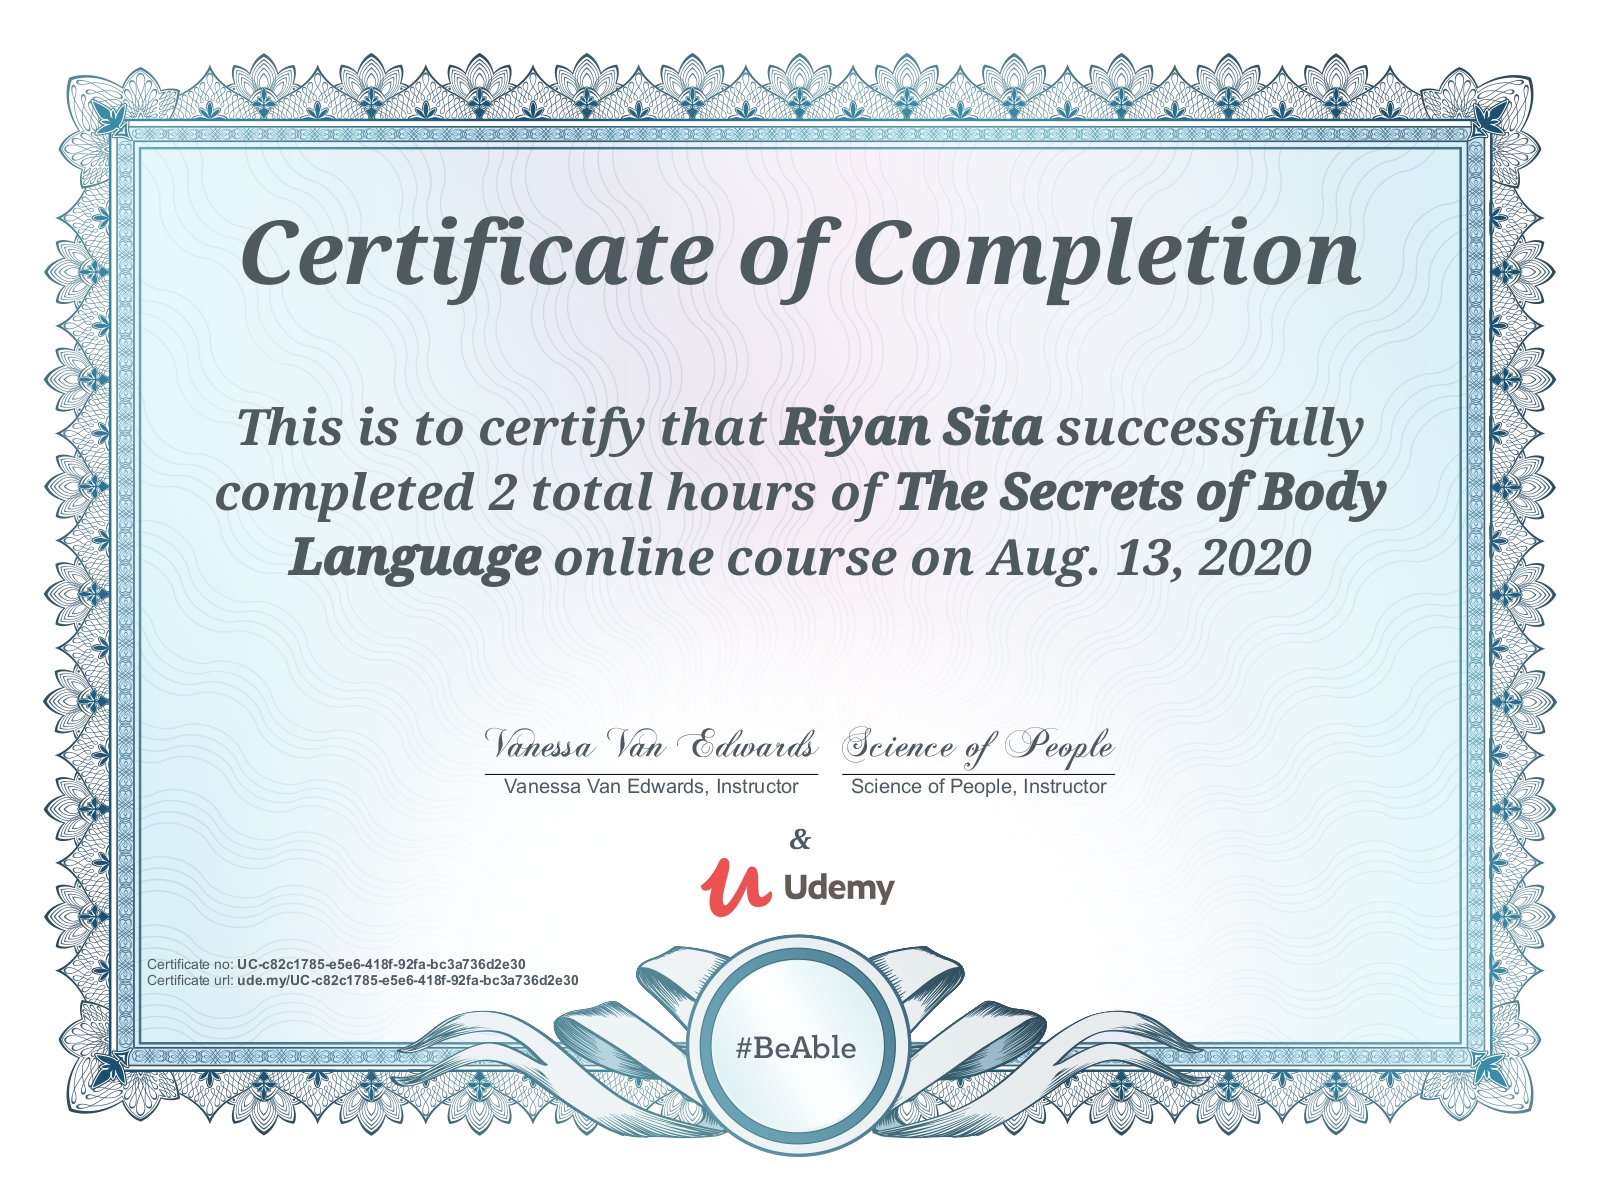 Certificate of Completion
This is to certify that Riyan Sita successfully
completed 2 total hours of The Secrets of Body
Language online course on Aug. 13, 2020
Vanessa Van Edwards Science of People
Vanessa Van Edwards, Instructor Science of People, Instructor
&
Udemy
Certificate no: UC-c82c1785-e5e6-418f-92fa-bc3a736d2e30
Certificate url: ude.my/UC-c82c1785-e5e6-418f-92fa-bc3a736d2e30
#BeAble